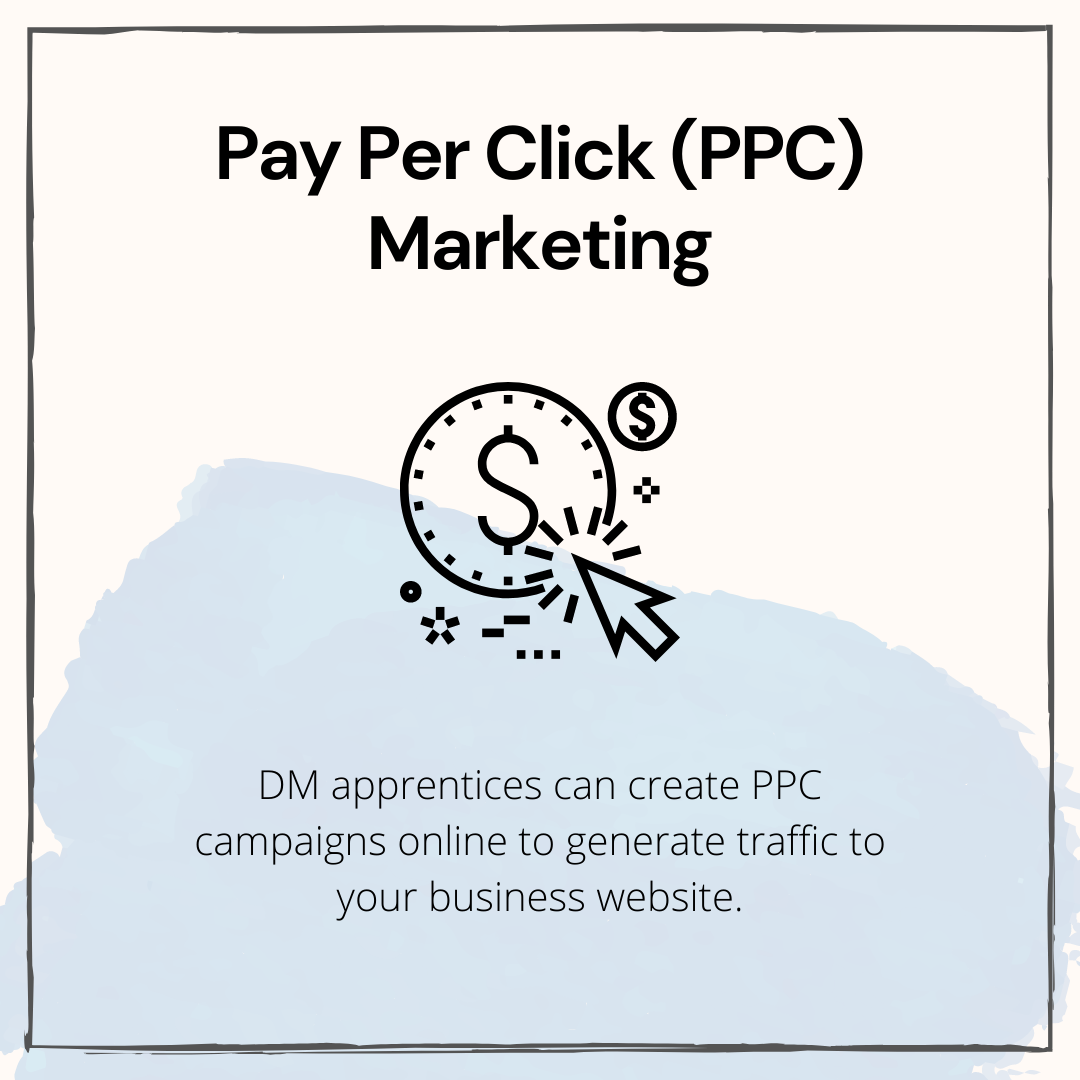 Pay Per Click (PPC)
Marketing
$
$
DM apprentices can create PPC
campaigns online to generate traffic to
your business website.